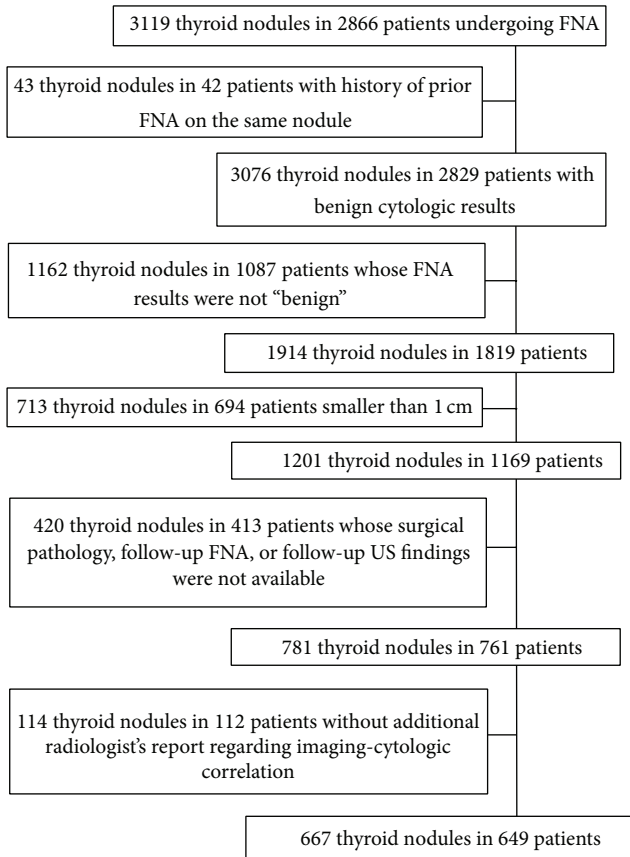 3119 thyroid nodules in 2866 patients undergoing FNA
43 thyroid nodules in 42 patients with history of prior
FNA on the same nodule
3076 thyroid nodules in 2829 patients with
benign cytologic results
1162 thyroid nodules in 1087 patients whose FNA
results were not “benign”
1914 thyroid nodules in 1819 patients
713 thyroid nodules in 694 patients smaller than 1 cm
1201 thyroid nodules in 1169 patients
420 thyroid nodules in 413 patients whose surgical
pathology, follow-up FNA, or follow-up US findings
were not available
781 thyroid nodules in 761 patients
114 thyroid nodules in 112 patients without additional
radiologist’s report regarding imaging-cytologic
correlation
667 thyroid nodules in 649 patients